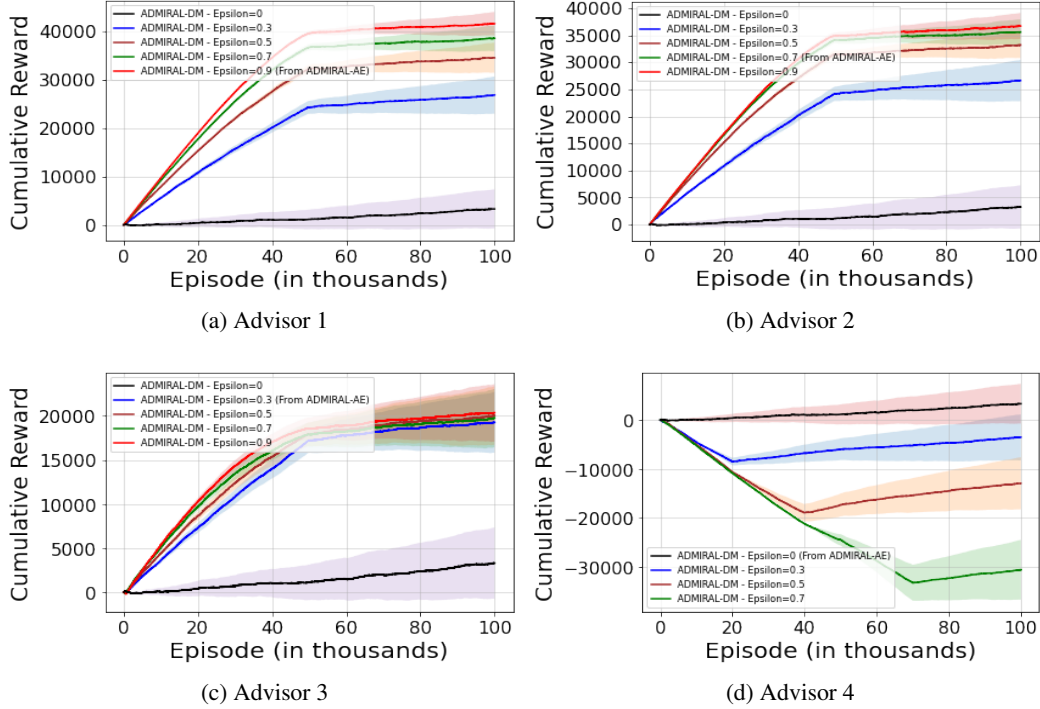 ADMIRAL-DM - Epsilon=0
ADMIRAL-DM - Epsilon=0.3
ADMIRAL-DM - Epsilon=0.5
ADMIRAL-DM - Epsilon=0.7
ADMIRAL-DM - Epsilon=0.9 (From ADMIRAL-AE)
Cumulative Reward
40000
30000
20000
10000
0
0 20 40 60 80 100
Episode (in thousands)
(a) Advisor 1
ADMIRAL-DM - Epsilon=0
ADMIRAL-DM - Epsilon=0.3
ADMIRAL-DM - Epsilon=0.5
ADMIRAL-DM - Epsilon=0.7 (From ADMIRAL-AE)
ADMIRAL-DM - Epsilon=0.9
Cumulative Reward
40000
35000
30000
25000
20000
15000
10000
5000
0
0 20 40 60 80 100
Episode (in thousands)
(b) Advisor 2
ADMIRAL-DM - Epsilon=0
ADMIRAL-DM - Epsilon=0.3 (From ADMIRAL-AE)
ADMIRAL-DM - Epsilon=0.5
ADMIRAL-DM - Epsilon=0.7
ADMIRAL-DM - Epsilon=0.9
Cumulative Reward
20000
15000
10000
5000
0
0 20 40 60 80 100
Episode (in thousands)
(c) Advisor 3
Cumulative Reward
0
−10000
−20000
−30000
ADMIRAL-DM - Epsilon=0 (From ADMIRAL-AE)
ADMIRAL-DM - Epsilon=0.3
ADMIRAL-DM - Epsilon=0.5
ADMIRAL-DM - Epsilon=0.7
0 20 40 60 80 100
Episode (in thousands)
(d) Advisor 4